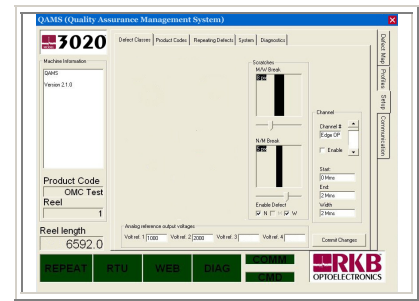 QAMS (Quality Assurance Management System)
3020
Defect Classes Product Codes Repeating Defects System Diagnostics
Machine Information
QAMS
Version 2.1.0
Product Code
OMC Test
Reel
1
Reel length
6592.0
Scratches
M/W Break
N/M Break
Enable Defect
N W
Channel
Channel #
Edge OP
Enable
Start
0 Mins
End
2 Mins
Width
2 Mins
Analog reference output voltages
Volt ref. 1 1000 Volt ref. 2 2000 Volt ref. 3 Volt ref. 4
Commit Changes
Defect Map
Profiles
Setup
Communication
REPEAT RTU WEB DIAG COMM
CMD
RKB
OPTOELECTRONICS